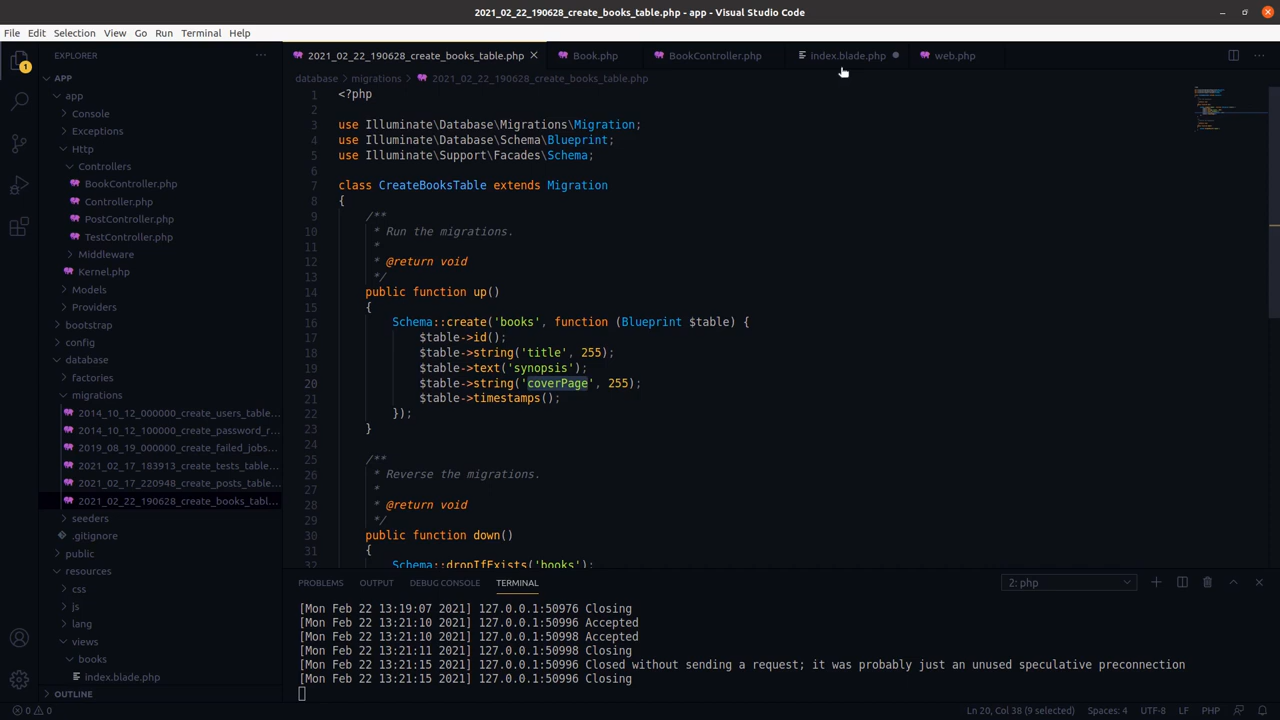 2021_02_22_190628_create_books_table.php - app - Visual Studio Code
File Edit Selection View Go Run Terminal Help
EXPLORER
2021_02_22_190628_create_books_table.php
Book.php
BookController.php
index.blade.php
web.php
database > migrations > 2021_02_22_190628_create_books_table.php
1
APP
app
Console
Exceptions
Http
Controllers
BookController.php
Controller.php
PostController.php
TestController.php
Middleware
Kernel.php
Models
Providers
bootstrap
config
database
factories
migrations
2014_10_12_000000_create_users_table...
2014_10_12_100000_create_password_r...
2019_08_19_000000_create_failed_jobs...
2021_02_17_183913_create_tests_table...
2021_02_17_220948_create_posts_table...
2021_02_22_190628_create_books_tabl...
seeders
.gitignore
public
resources
css
js
lang
views
books
index.blade.php
OUTLINE
1 <?php
2
3 use Illuminate\Database\Migrations\Migration;
4 use Illuminate\Database\Schema\Blueprint;
5 use Illuminate\Support\Facades\Schema;
6
7 class CreateBooksTable extends Migration
8 {
9 /**
10 * Run the migrations.
11 *
12 * @return void
13 */
14 public function up()
15 {
16 Schema::create('books', function (Blueprint $table) {
17 $table->id();
18 $table->string('title', 255);
19 $table->text('synopsis');
20 $table->string('coverPage', 255);
21 $table->timestamps();
22 });
23 }
24
25 /**
26 * Reverse the migrations.
27 *
28 * @return void
29 */
30 public function down()
31 {
32 Schema::dropIfExists('books');
PROBLEMS OUTPUT DEBUG CONSOLE TERMINAL
2: php
[Mon Feb 22 13:19:07 2021] 127.0.0.1:50976 Closing
[Mon Feb 22 13:21:10 2021] 127.0.0.1:50996 Accepted
[Mon Feb 22 13:21:10 2021] 127.0.0.1:50998 Accepted
[Mon Feb 22 13:21:11 2021] 127.0.0.1:50998 Closing
[Mon Feb 22 13:21:15 2021] 127.0.0.1:50996 Closed without sending a request; it was probably just an unused speculative preconnection
[Mon Feb 22 13:21:15 2021] 127.0.0.1:50996 Closing
0 0
Ln 20, Col 38 (9 selected) Spaces: 4 UTF-8 LF PHP